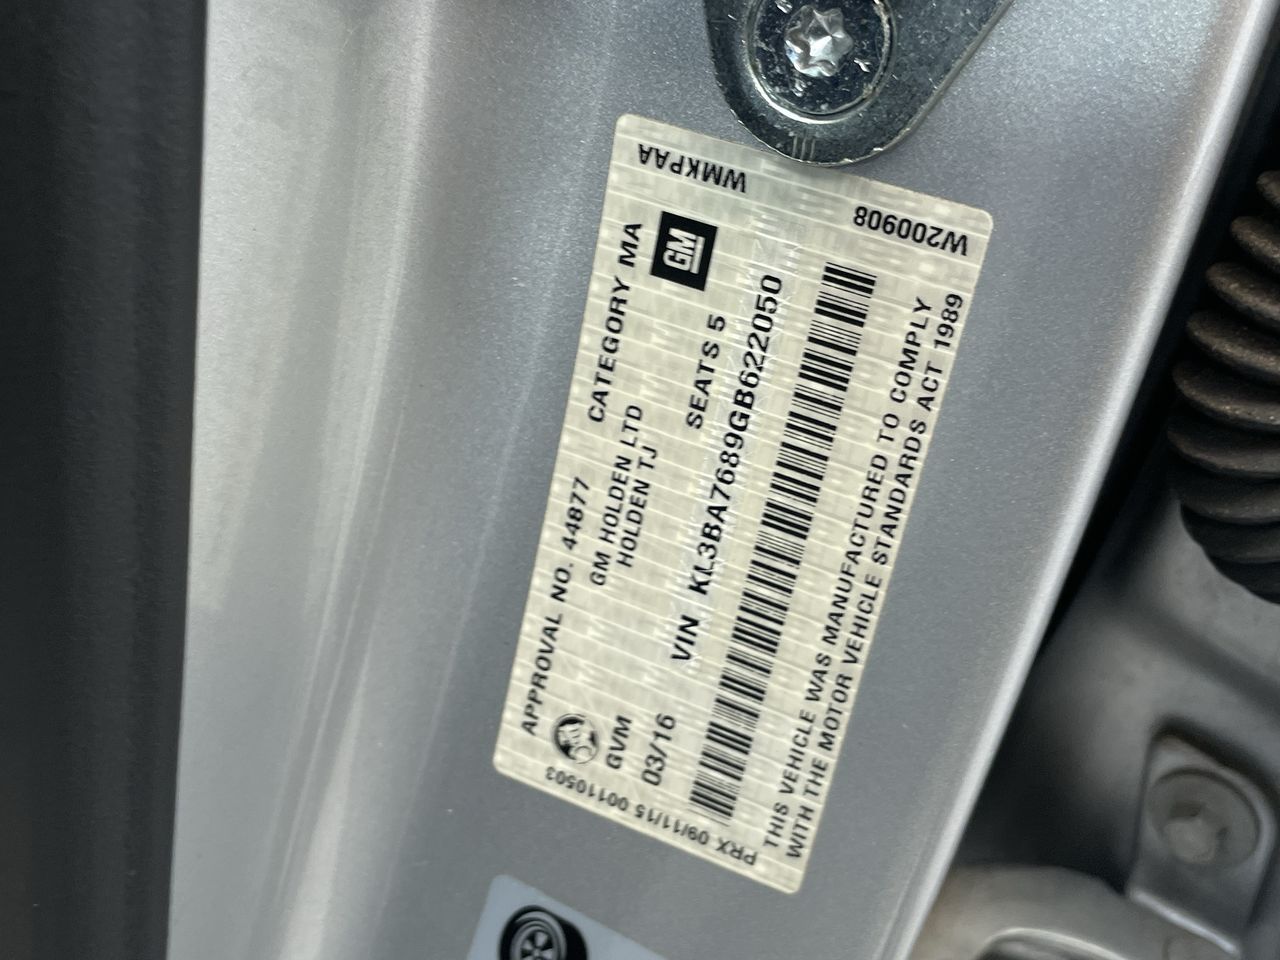 WMKPAA
W200908
APPROVAL NO. 44877 CATEGORY MA
GM HOLDEN LTD
HOLDEN TJ
GM
GVM SEATS 5
03/16
VIN KL3BA7689GB622050
THIS VEHICLE WAS MANUFACTURED TO COMPLY
WITH THE MOTOR VEHICLE STANDARDS ACT 1989
PRX 09/11/15 00110503